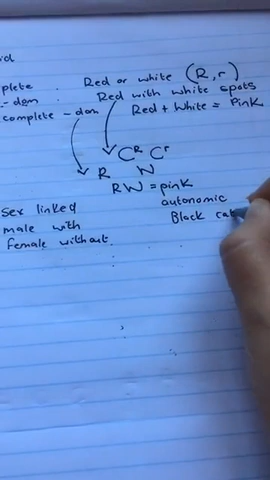 Red or white (R, r)
co-dom Red with white spots
complete - dom Red + White = Pink
C^R C^r
R W
RW = pink
sex linked autonomic
male with Black cat
female without